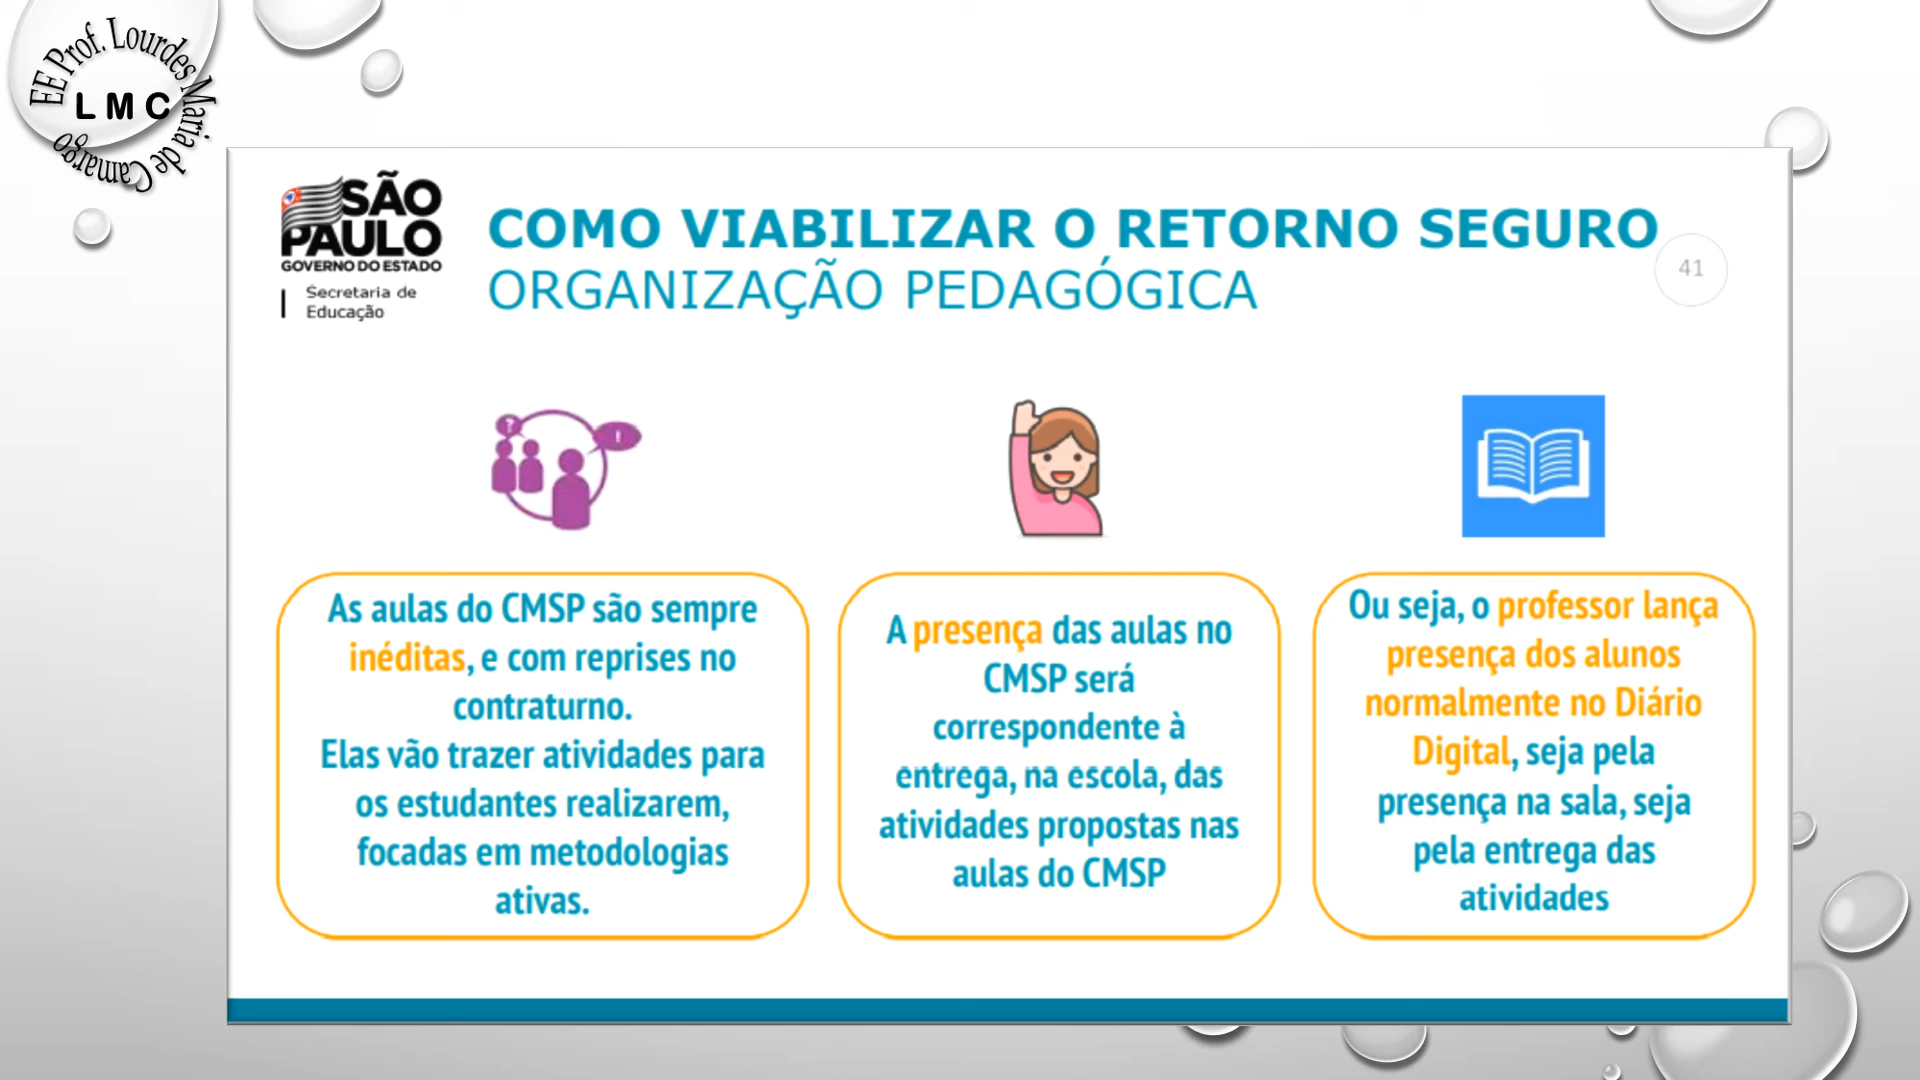 EE Prof. Lourdes Maria de Camargo
LMC
SÃO
PAULO
GOVERNO DO ESTADO
Secretaria de
Educação
COMO VIABILIZAR O RETORNO SEGURO
ORGANIZAÇÃO PEDAGÓGICA
41
?
!
As aulas do CMSP são sempre
inéditas, e com reprises no
contraturno.
Elas vão trazer atividades para
os estudantes realizarem,
focadas em metodologias
ativas.
A presença das aulas no
CMSP será
correspondente à
entrega, na escola, das
atividades propostas nas
aulas do CMSP
Ou seja, o professor lança
presença dos alunos
normalmente no Diário
Digital, seja pela
presença na sala, seja
pela entrega das
atividades